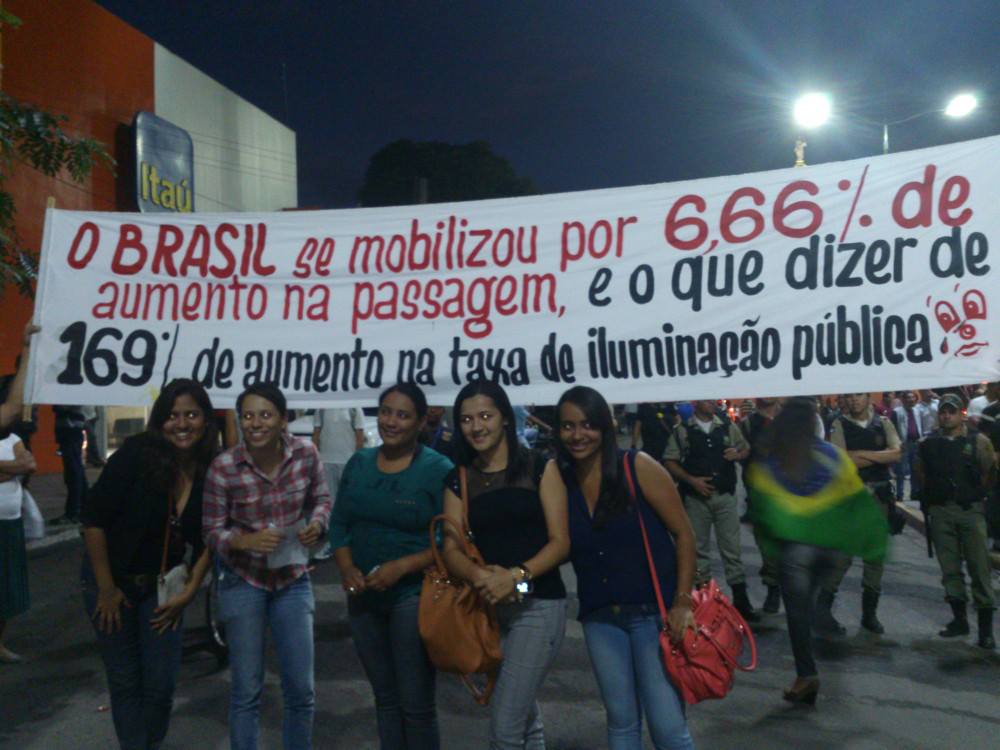 Itaú
O BRASIL se mobilizou por 6,66% de
aumento na passagem, e o que dizer de
169% de aumento na taxa de iluminação pública